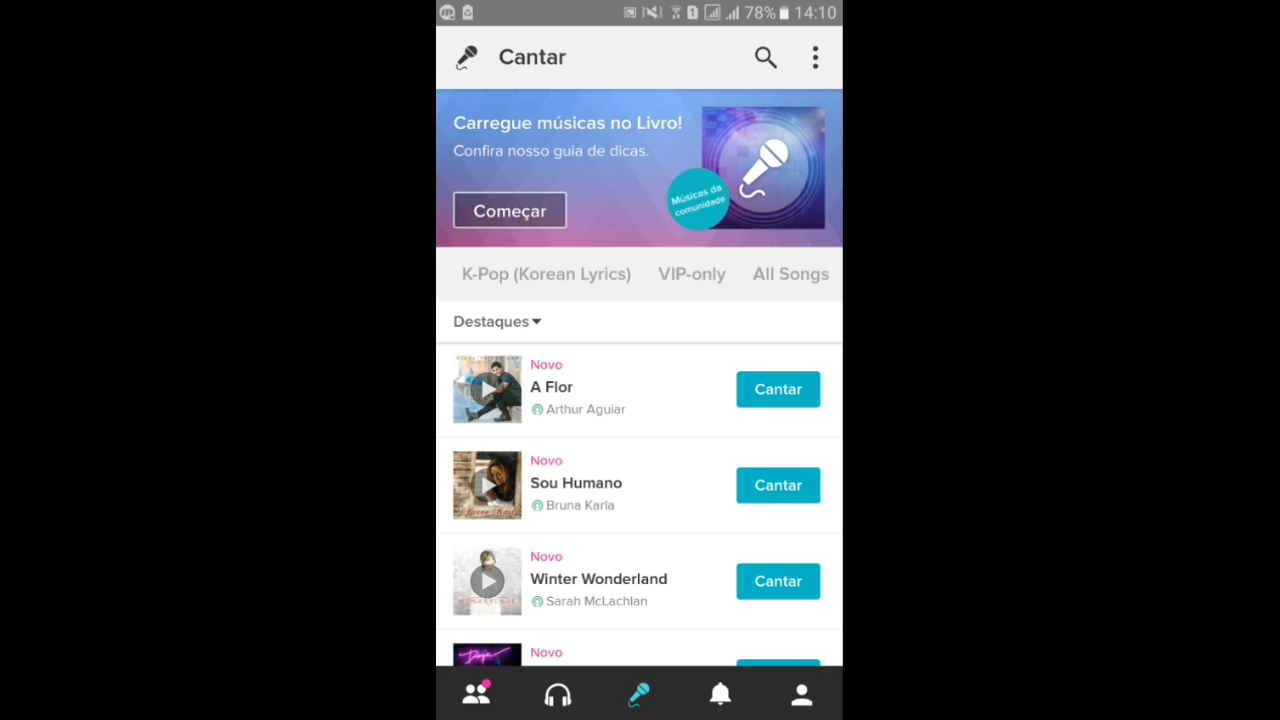 78% 14:10
Cantar
Carregue músicas no Livro!
Confira nosso guia de dicas.
Músicas da
comunidade
Começar
K-Pop (Korean Lyrics) VIP-only All Songs
Destaques
Novo
A Flor
Arthur Aguiar
Cantar
Novo
Sou Humano
Bruna Karla
Cantar
Novo
Winter Wonderland
Sarah McLachlan
Cantar
Novo